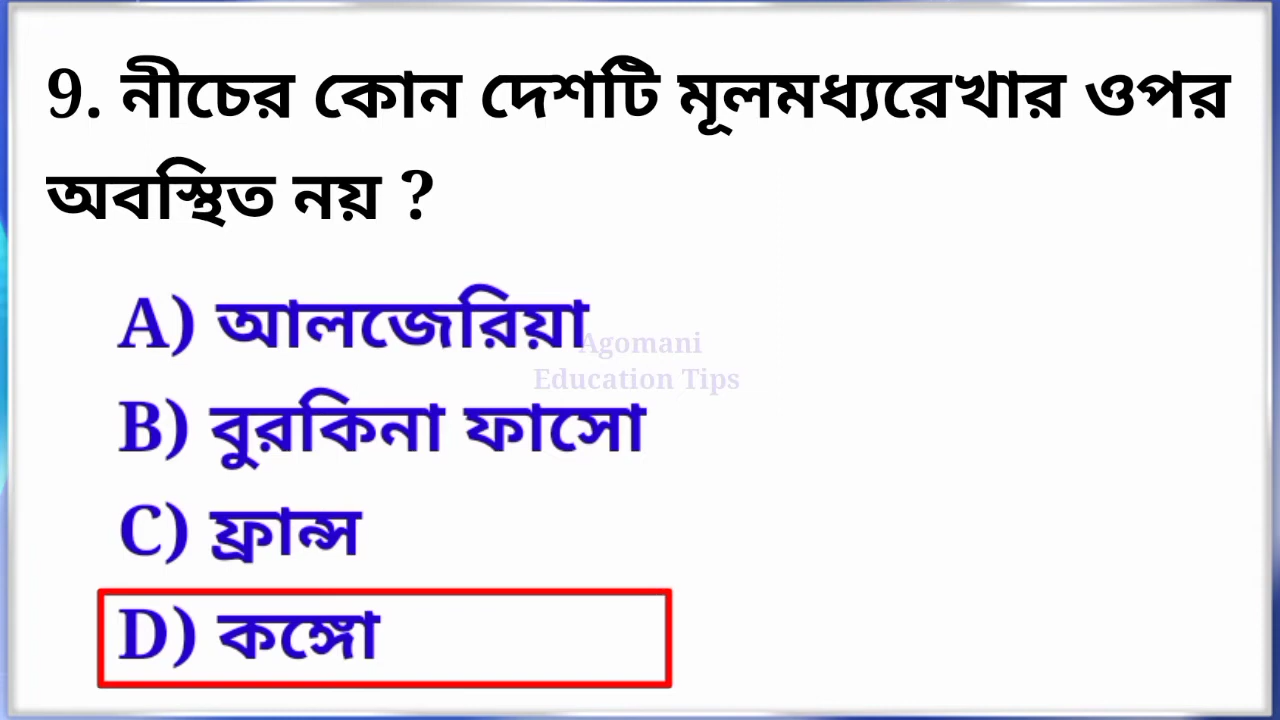 9. নীচের কোন দেশটি মূলমধ্যরেখার ওপর
অবস্থিত নয় ?
A) আলজেরিয়া
Agomani
Education Tips
B) বুরকিনা ফাসো
C) ফ্রান্স
D) কঙ্গো